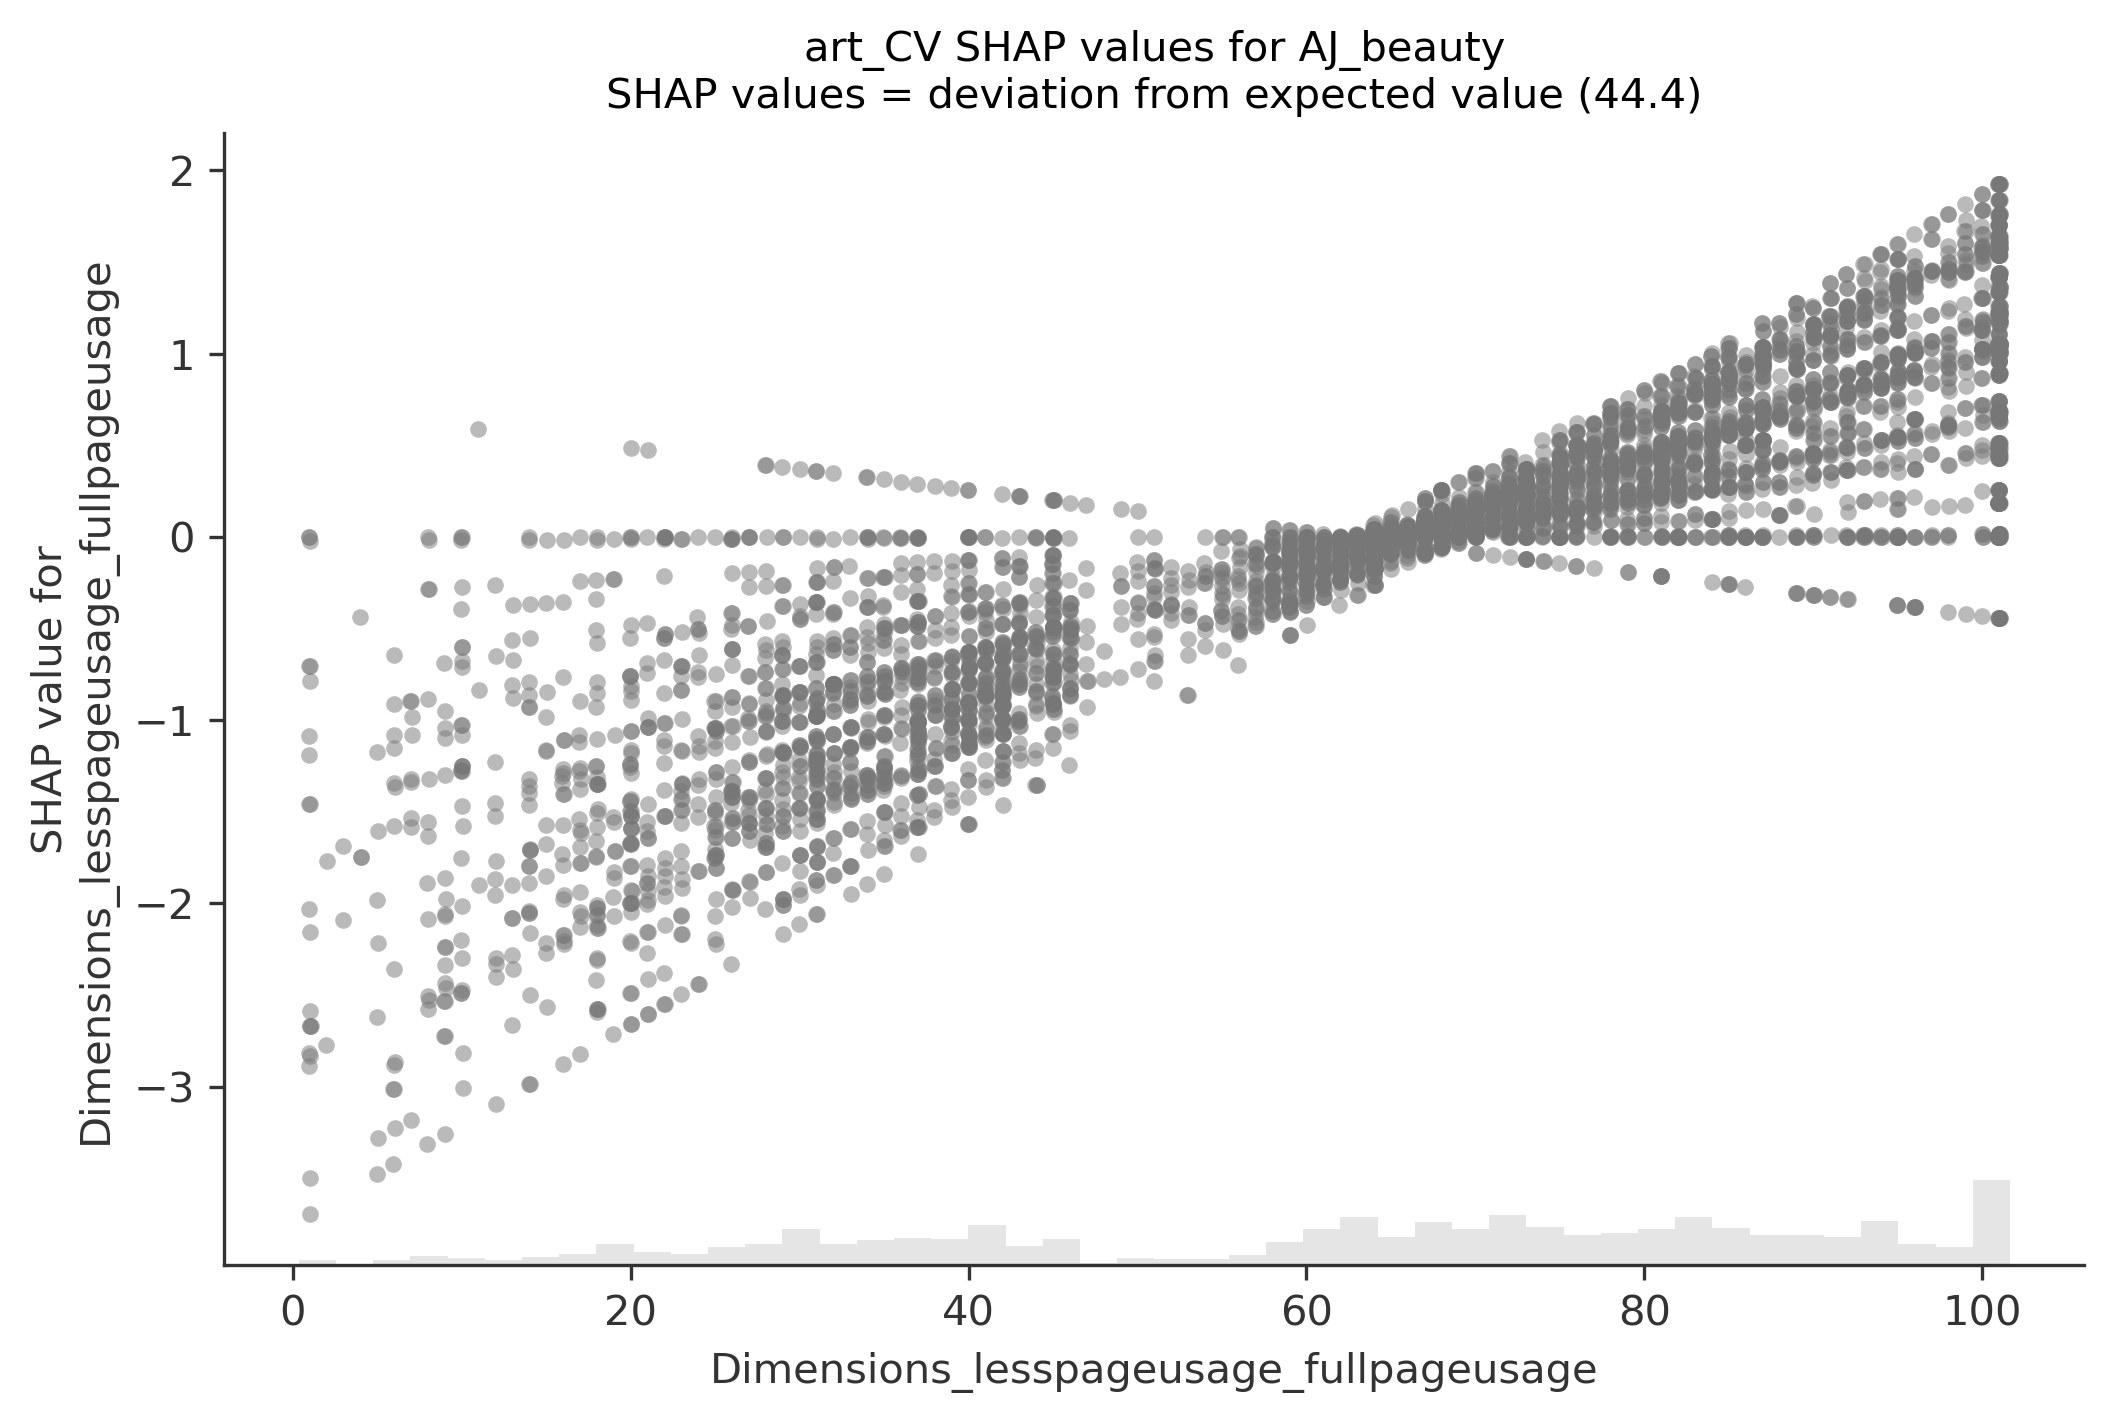 art_CV SHAP values for AJ_beauty
SHAP values = deviation from expected value (44.4)
SHAP value for
Dimensions_lesspageusage_fullpageusage
2
1
0
−1
−2
−3
0
20
40
60
80
100
Dimensions_lesspageusage_fullpageusage